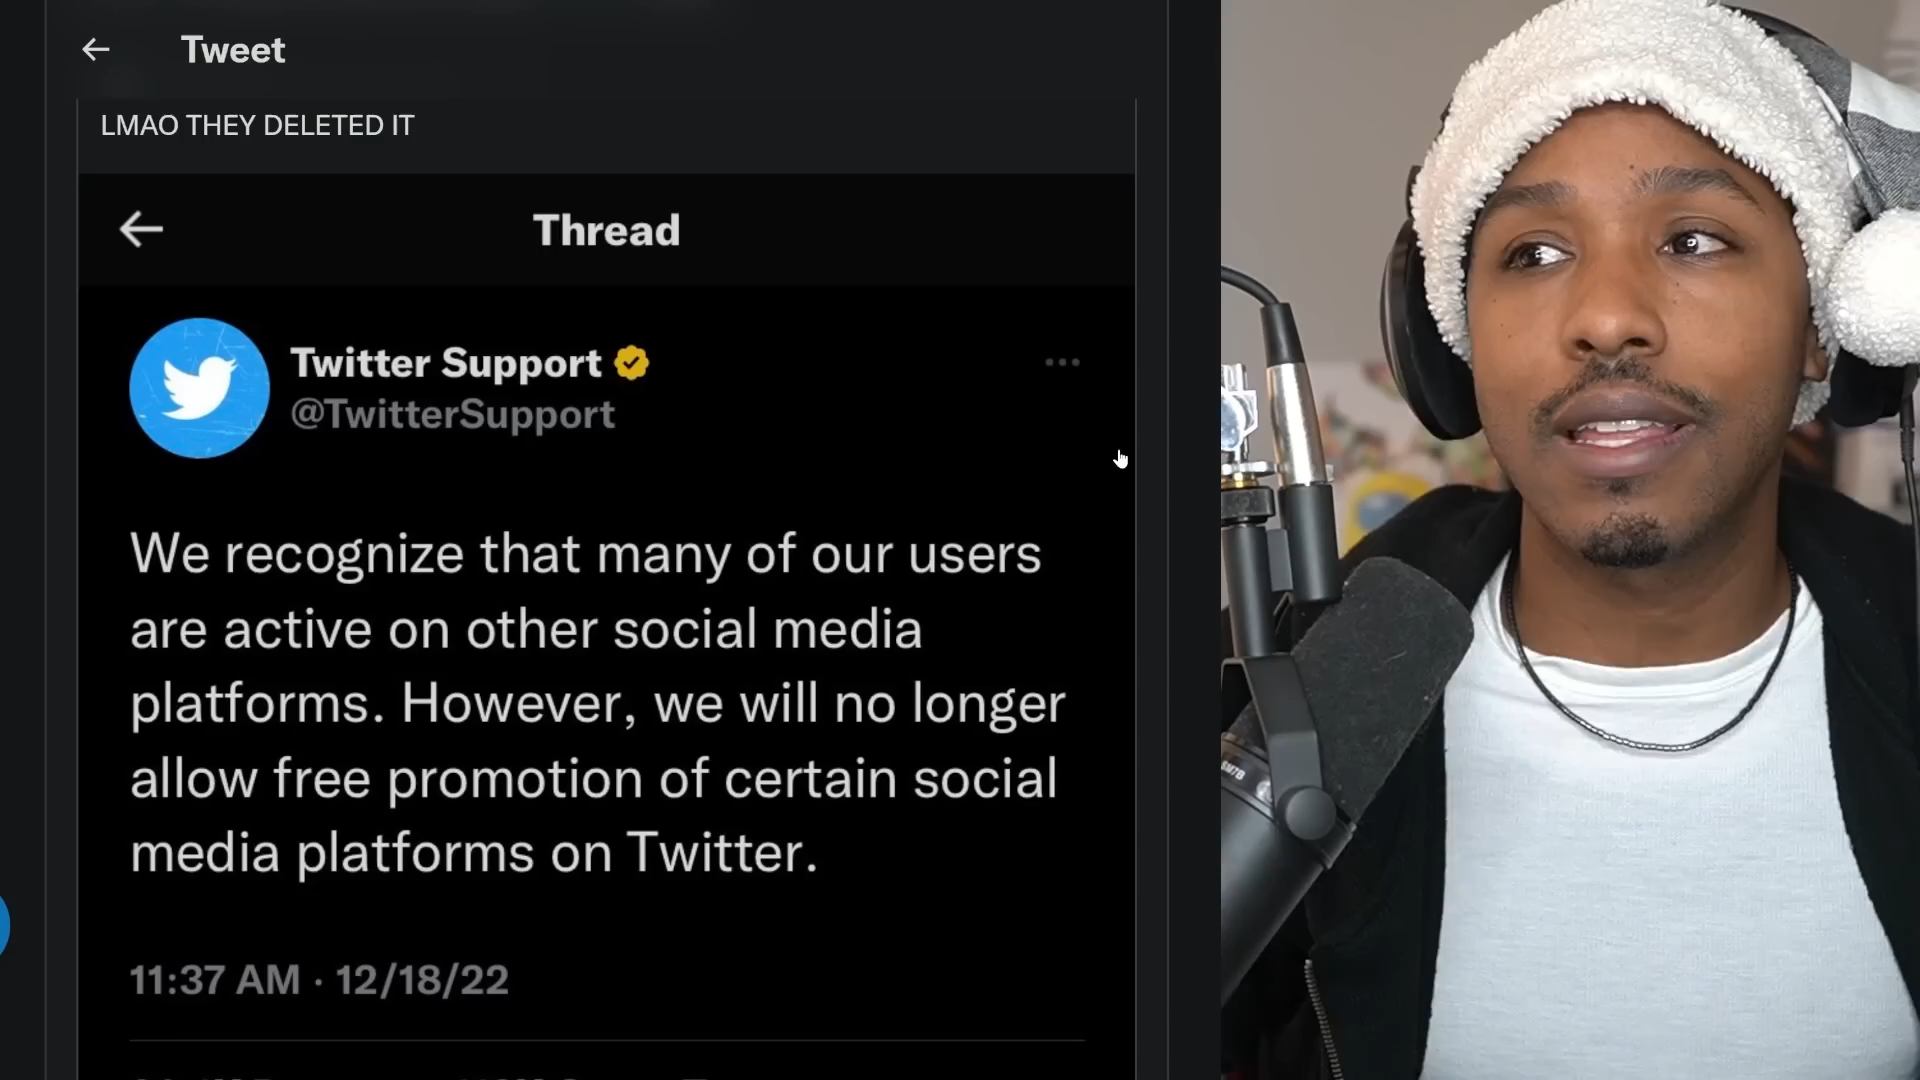 Tweet
LMAO THEY DELETED IT
Thread
Twitter Support
@TwitterSupport
We recognize that many of our users
are active on other social media
platforms. However, we will no longer
allow free promotion of certain social
media platforms on Twitter.
11:37 AM · 12/18/22
SM7B